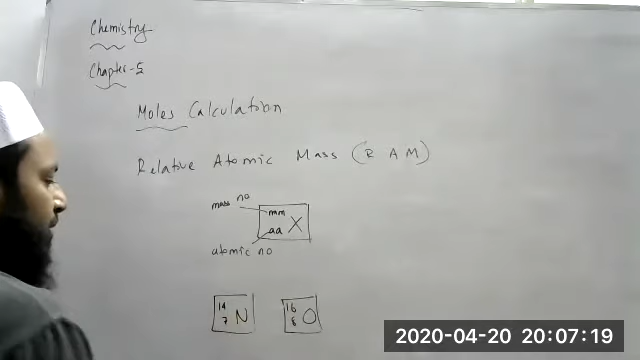 Chemistry
Chapter-5
Moles Calculation
Relative Atomic Mass (R A M)
mass no
mm
aa X
atomic no
14
7 N
16
8 O
2020-04-20 20:07:19